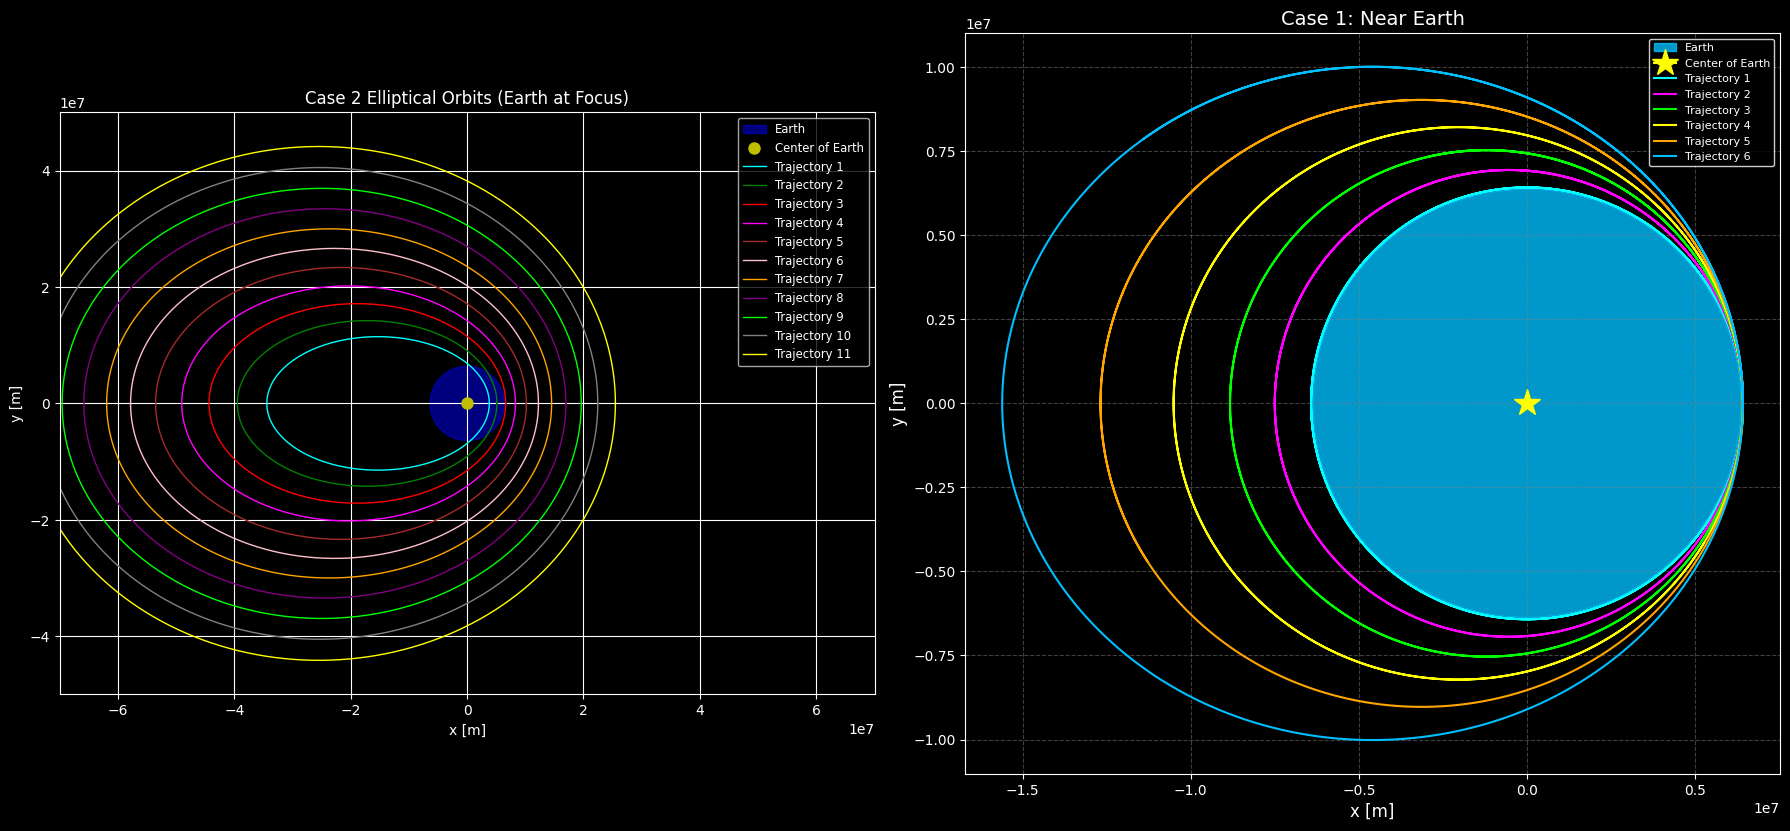 Case 2 Elliptical Orbits (Earth at Focus)
1e7
Earth
Center of Earth
Trajectory 1
Trajectory 2
Trajectory 3
Trajectory 4
Trajectory 5
Trajectory 6
Trajectory 7
Trajectory 8
Trajectory 9
Trajectory 10
Trajectory 11
4
2
0
−2
−4
y [m]
−6 −4 −2 0 2 4 6
x [m]
1e7
Case 1: Near Earth
1e7
Earth
Center of Earth
Trajectory 1
Trajectory 2
Trajectory 3
Trajectory 4
Trajectory 5
Trajectory 6
1.00
0.75
0.50
0.25
0.00
−0.25
−0.50
−0.75
−1.00
y [m]
−1.5 −1.0 −0.5 0.0 0.5
x [m]
1e7